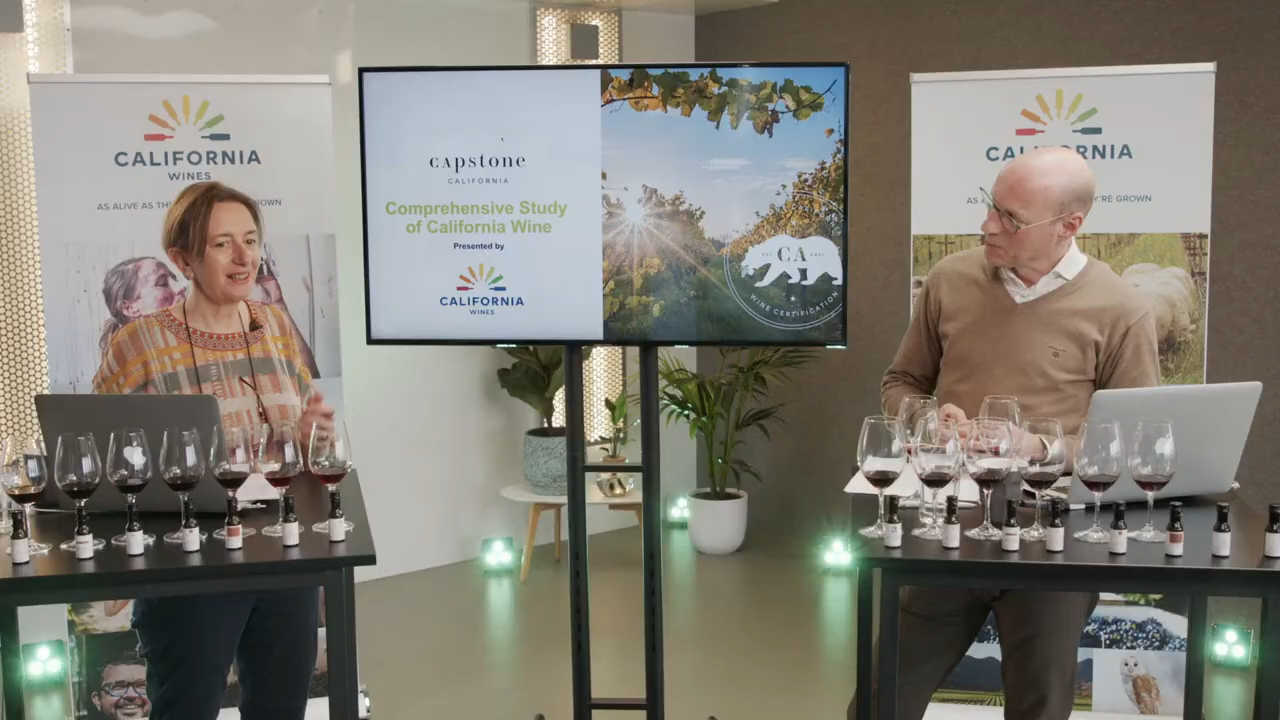 CALIFORNIA
WINES
AS ALIVE AS TH
OWN
CAPSTONE
CALIFORNIA
Comprehensive Study
of California Wine
Presented by
CALIFORNIA
WINES
CA
WINE CERTIFICATION
CALIFORNIA
AS
Y'RE GROWN